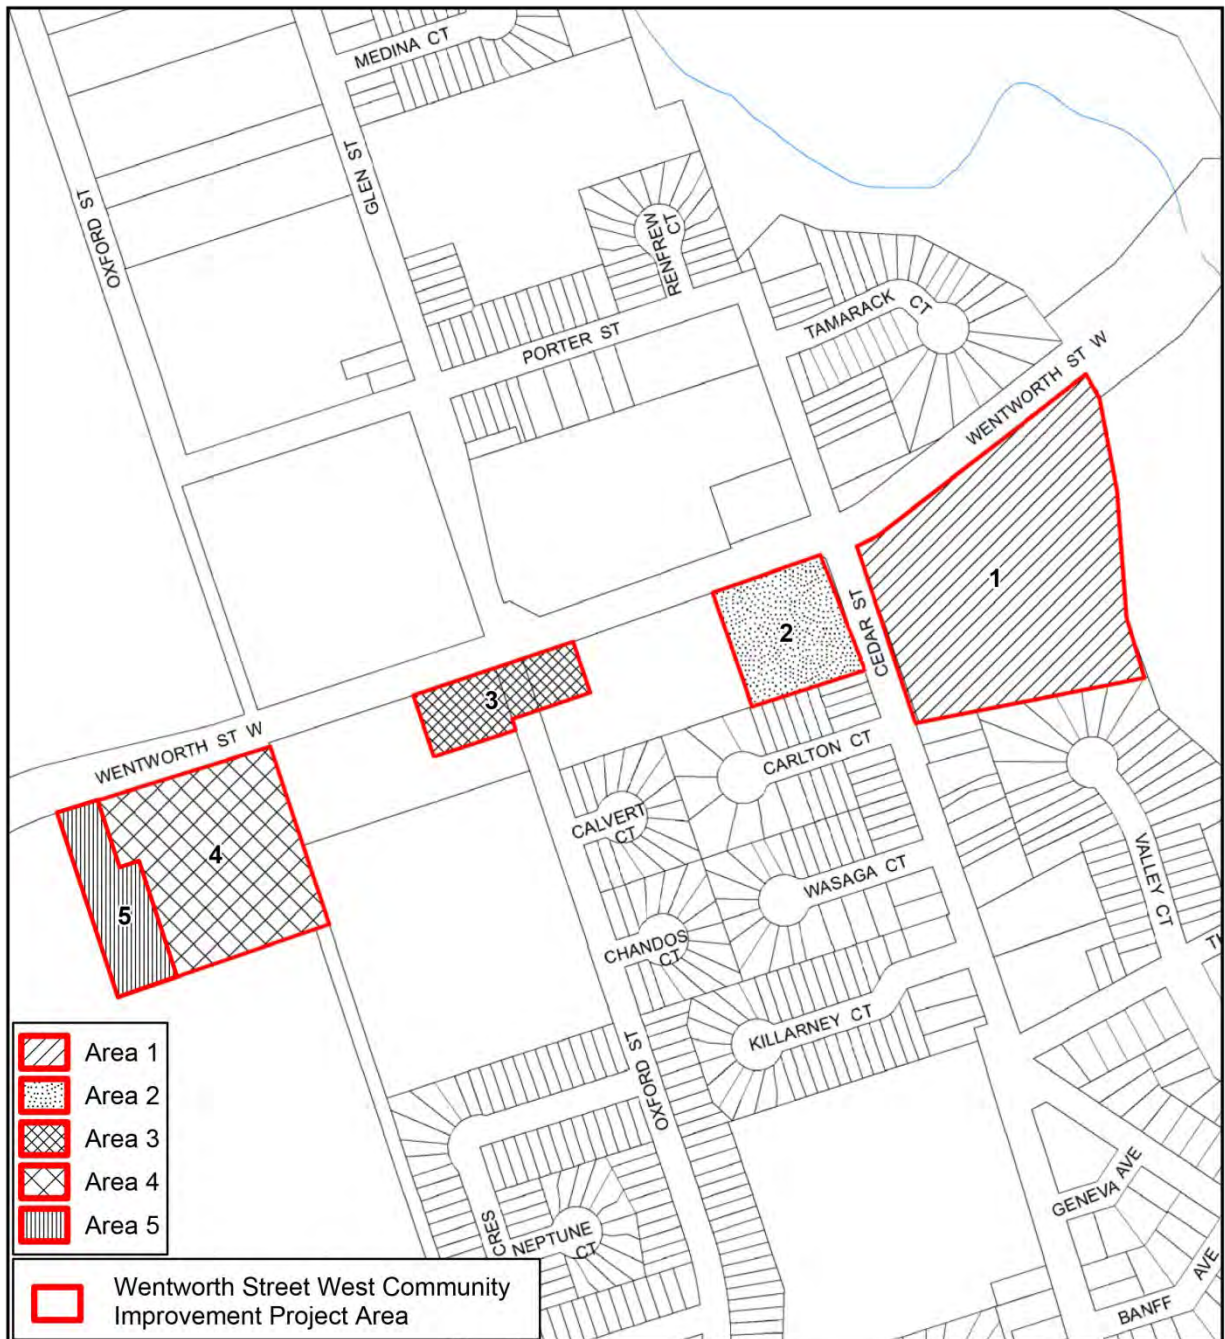 MEDINA CT
GLEN ST
OXFORD ST
RENFREW
CT
PORTER ST
TAMARACK
CT
WENTWORTH ST W
1
2
CEDAR ST
3
WENTWORTH ST W
CARLTON CT
CALVERT
CT
4
WASAGA CT
VALLEY CT
5
CHANDOS
CT
KILLARNEY CT
OXFORD ST
GENEVA AVE
CRES
NEPTUNE
CT
BANFF AVE
Area 1
Area 2
Area 3
Area 4
Area 5
Wentworth Street West Community
Improvement Project Area